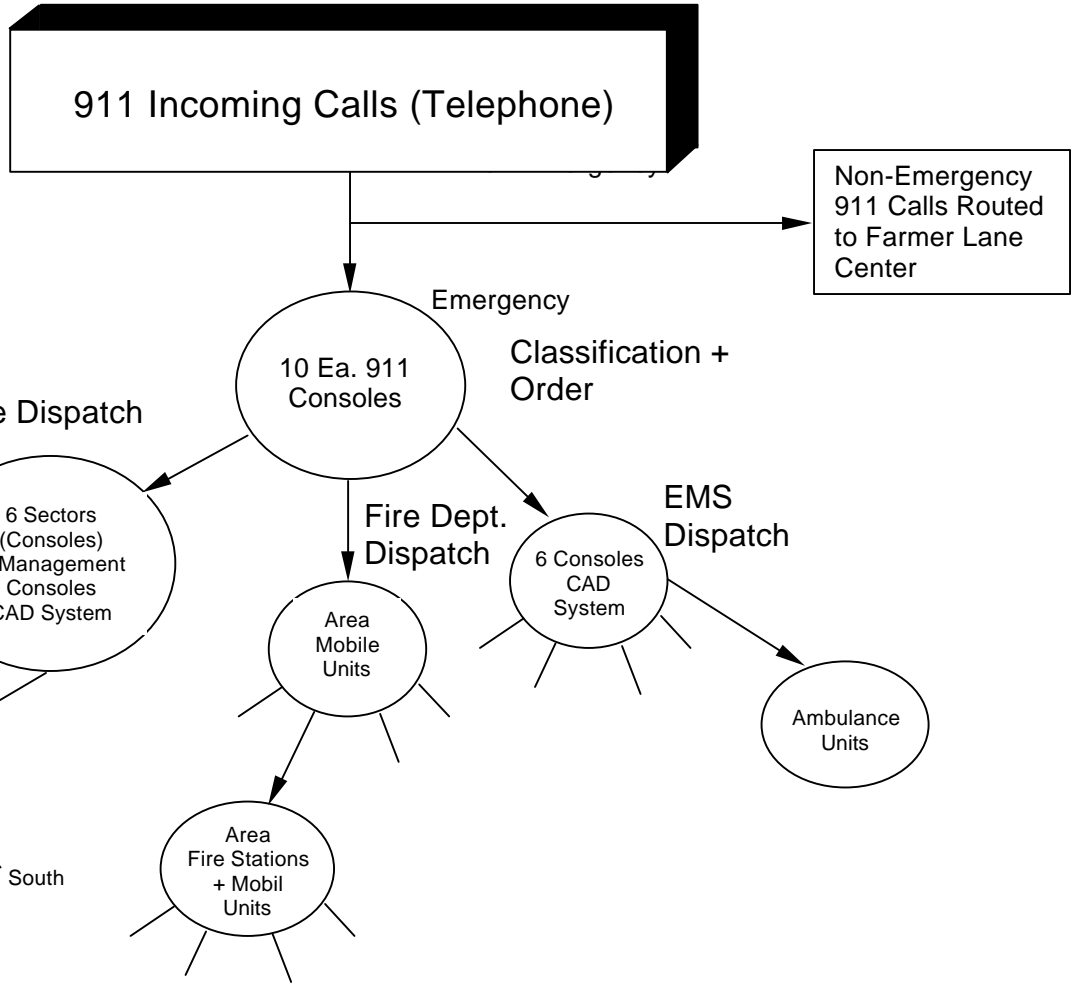 911 Incoming Calls (Telephone)
Non-Emergency
911 Calls Routed
to Farmer Lane
Center
Emergency
10 Ea. 911
Consoles
Classification +
Order
Dispatch
6 Sectors
(Consoles)
Management
Consoles
CAD System
Fire Dept.
Dispatch
EMS
Dispatch
6 Consoles
CAD
System
Area
Mobile
Units
Ambulance
Units
Area
Fire Stations
+ Mobil
Units
South